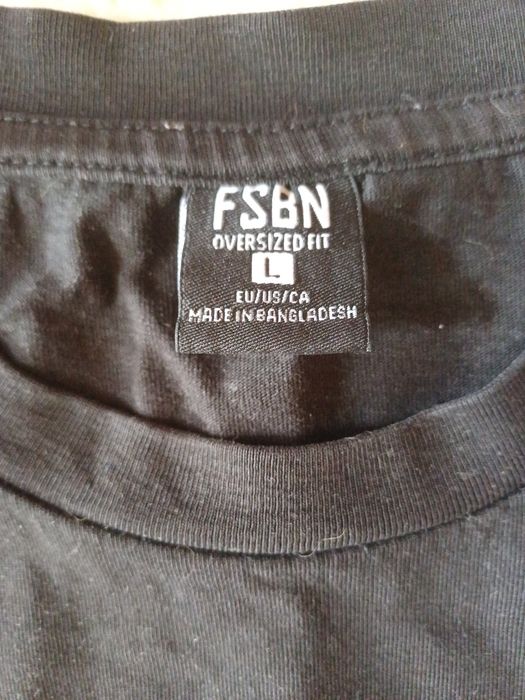 FSBN
OVERSIZED FIT
L
EU/US/CA
MADE IN BANGLADESH